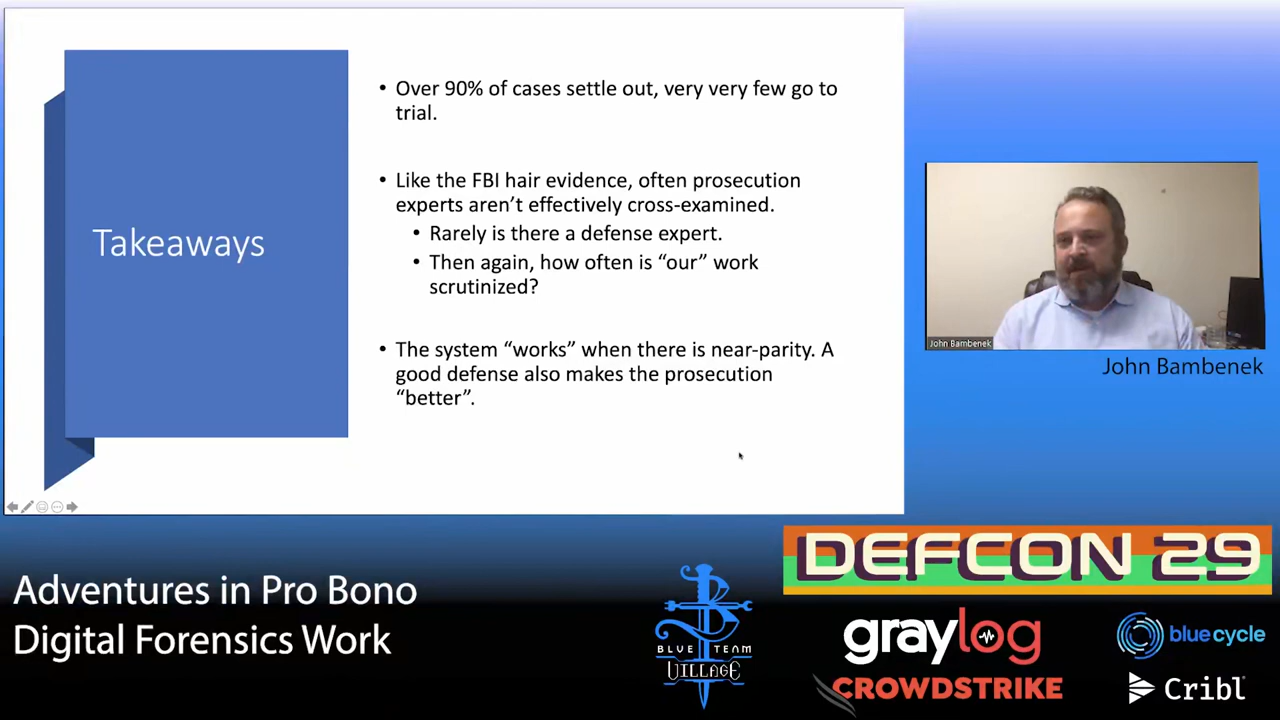 Takeaways
• Over 90% of cases settle out, very very few go to
trial.
• Like the FBI hair evidence, often prosecution
experts aren't effectively cross-examined.
• Rarely is there a defense expert.
• Then again, how often is “our” work
scrutinized?
• The system “works” when there is near-parity. A
good defense also makes the prosecution
“better”.
John Bambenek
John Bambenek
Adventures in Pro Bono
Digital Forensics Work
BLUE TEAM
VILLAGE
DEFCON 29
graylog
blue cycle
CROWDSTRIKE
Cribl